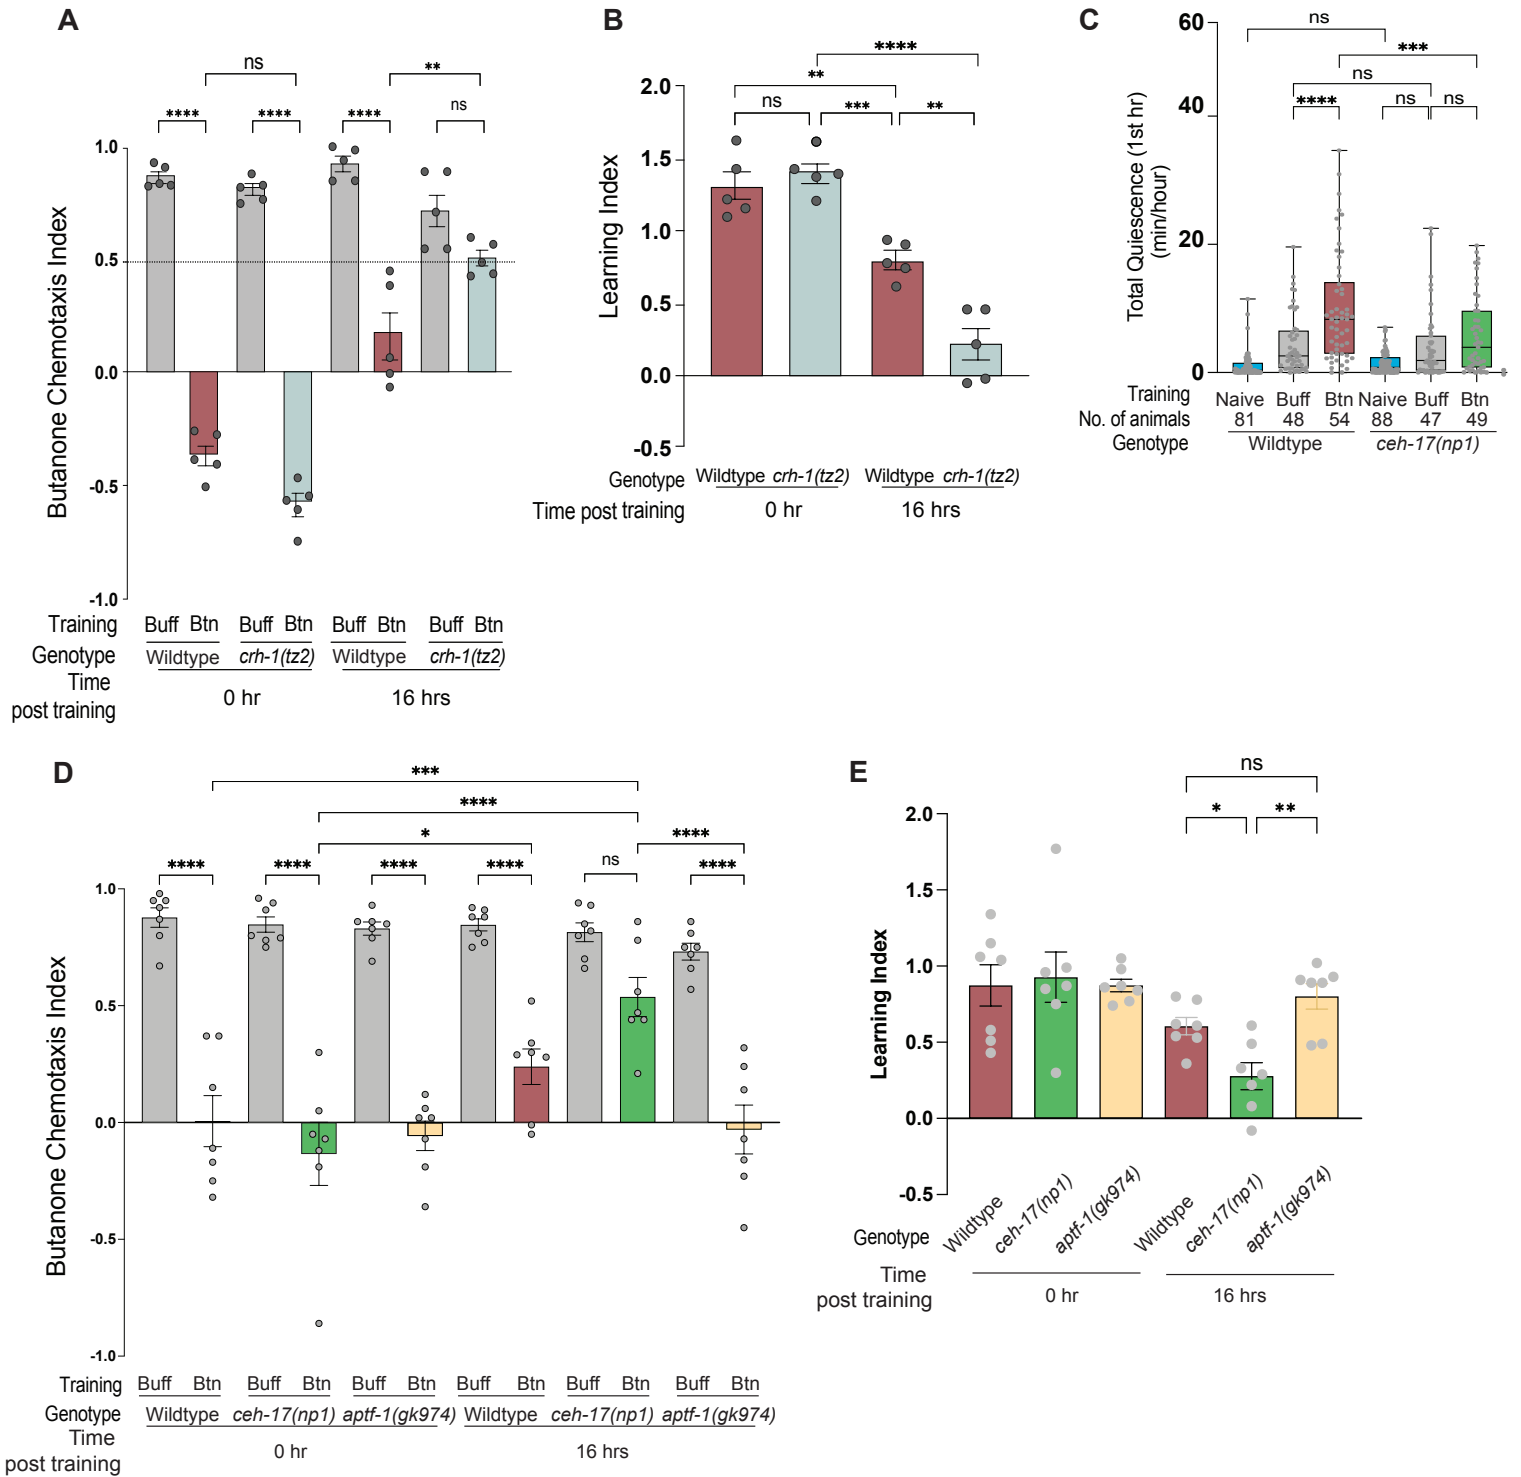 A
ns
**
****
****
****
ns
1.0
0.5
0.0
-0.5
-1.0
Butanone Chemotaxis Index
Training Buff Btn Buff Btn Buff Btn Buff Btn
Genotype Wildtype crh-1(tz2) Wildtype crh-1(tz2)
Time
post training 0 hr 16 hrs
B
****
**
ns *** **
2.0
1.5
1.0
0.5
0.0
-0.5
Learning Index
Genotype Wildtype crh-1(tz2) Wildtype crh-1(tz2)
Time post training 0 hr 16 hrs
C
ns
***
ns
**** ns ns
60
40
20
0
Total Quiescence (1st hr)
(min/hour)
Training Naive Buff Btn Naive Buff Btn
No. of animals 81 48 54 88 47 49
Genotype Wildtype ceh-17(np1)
D
***
****
* ****
**** **** **** **** ns ****
1.0
0.5
0.0
-0.5
-1.0
Butanone Chemotaxis Index
Training Buff Btn Buff Btn Buff Btn Buff Btn Buff Btn Buff Btn
Genotype Wildtype ceh-17(np1) aptf-1(gk974) Wildtype ceh-17(np1) aptf-1(gk974)
Time
post training 0 hr 16 hrs
E
ns
* **
2.0
1.5
1.0
0.5
0.0
-0.5
Learning Index
Genotype Wildtype ceh-17(np1) aptf-1(gk974) Wildtype ceh-17(np1) aptf-1(gk974)
Time
post training 0 hr 16 hrs